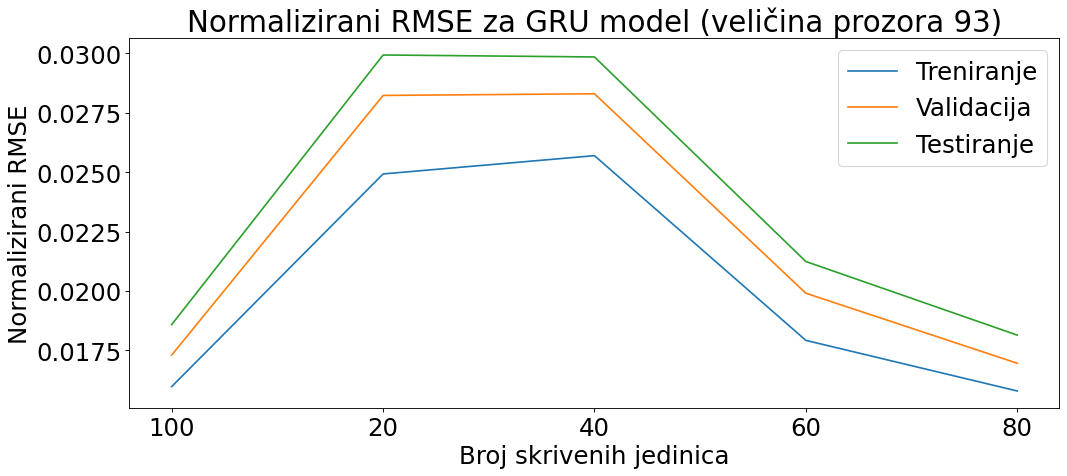 Normalizirani RMSE za GRU model (veličina prozora 93)
Normalizirani RMSE
0.0300
0.0275
0.0250
0.0225
0.0200
0.0175
Treniranje
Validacija
Testiranje
100 20 40 60 80
Broj skrivenih jedinica